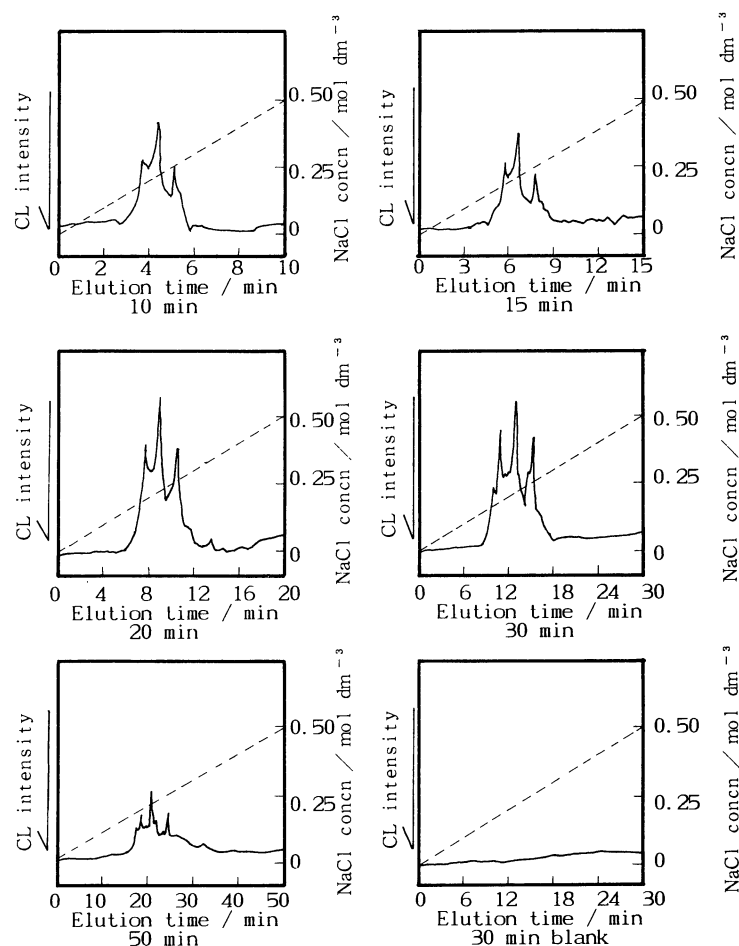 CL intensity
0.50
0.25
0
NaCl concn / mol dm⁻³
0 2 4 6 8 10
Elution time / min
10 min
CL intensity
0.50
0.25
0
NaCl concn / mol dm⁻³
0 3 6 9 12 15
Elution time / min
15 min
CL intensity
0.50
0.25
0
NaCl concn / mol dm⁻³
0 4 8 12 16 20
Elution time / min
20 min
CL intensity
0.50
0.25
0
NaCl concn / mol dm⁻³
0 6 12 18 24 30
Elution time / min
30 min
CL intensity
0.50
0.25
0
NaCl concn / mol dm⁻³
0 10 20 30 40 50
Elution time / min
50 min
CL intensity
0.50
0.25
0
NaCl concn / mol dm⁻³
0 6 12 18 24 30
Elution time / min
30 min blank